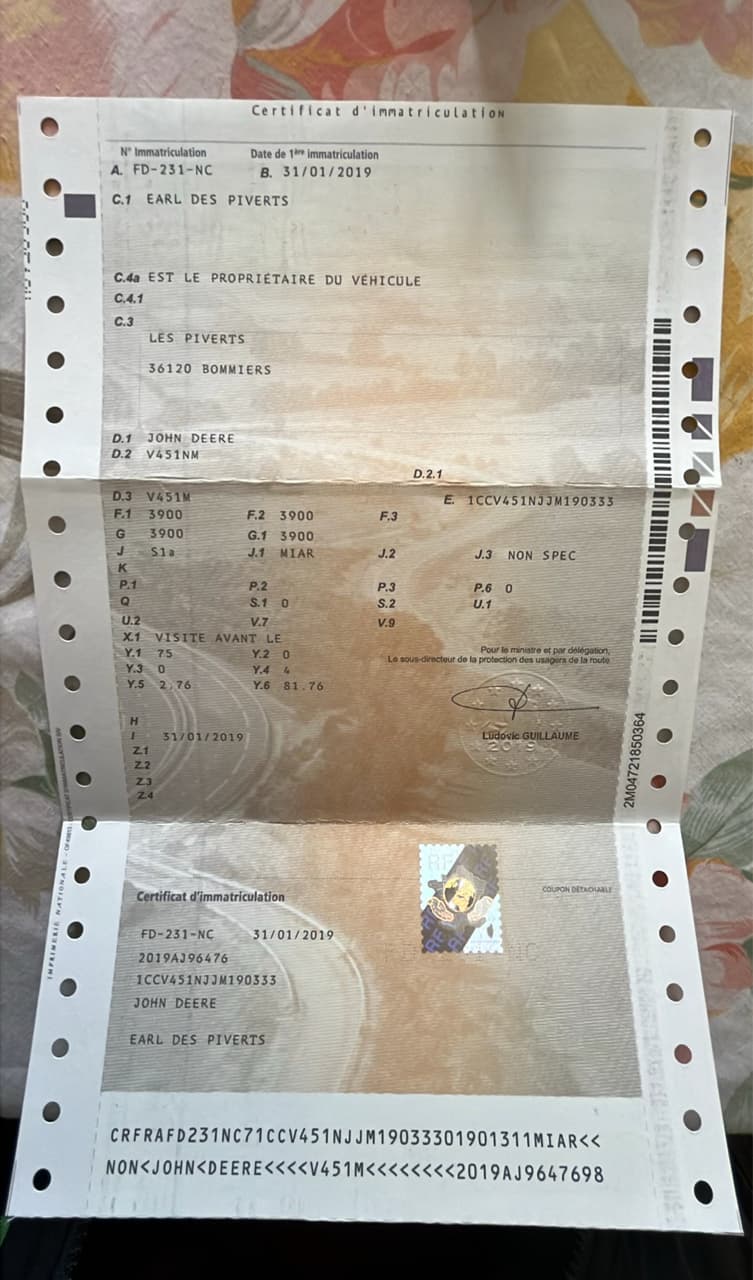 Certificat d'immatriculation
N° Immatriculation Date de 1ère immatriculation
A. FD-231-NC B. 31/01/2019
C.1 EARL DES PIVERTS
C.4a EST LE PROPRIÉTAIRE DU VÉHICULE
C.4.1
C.3
LES PIVERTS
36120 BOMMIERS
D.1 JOHN DEERE
D.2 V451NM
D.2.1
D.3 V451M E. 1CCV451NJJM190333
F.1 3900 F.2 3900 F.3
G 3900 G.1 3900
J S1a J.1 MIAR J.2 J.3 NON SPEC
K
P.1 P.2 P.3 P.6 0
Q S.1 0 S.2 U.1
U.2 V.7 V.9
X.1 VISITE AVANT LE
Y.1 75 Y.2 0
Y.3 0 Y.4 4
Y.5 2,76 Y.6 81.76
Pour le ministre et par délégation,
Le sous-directeur de la protection des usagers de la route
H
I 31/01/2019
Ludovic GUILLAUME
2019
Z.1
Z.2
Z.3
Z.4
2M04721850364
COUPON DÉTACHABLE
Certificat d'immatriculation
RF
FD-231-NC 31/01/2019
2019AJ96476
1CCV451NJJM190333
JOHN DEERE
EARL DES PIVERTS
CRFRAFD231NC71CCV451NJJM19033301901311MIAR<<
NON<JOHN<DEERE<<<<V451M<<<<<<<<2019AJ9647698